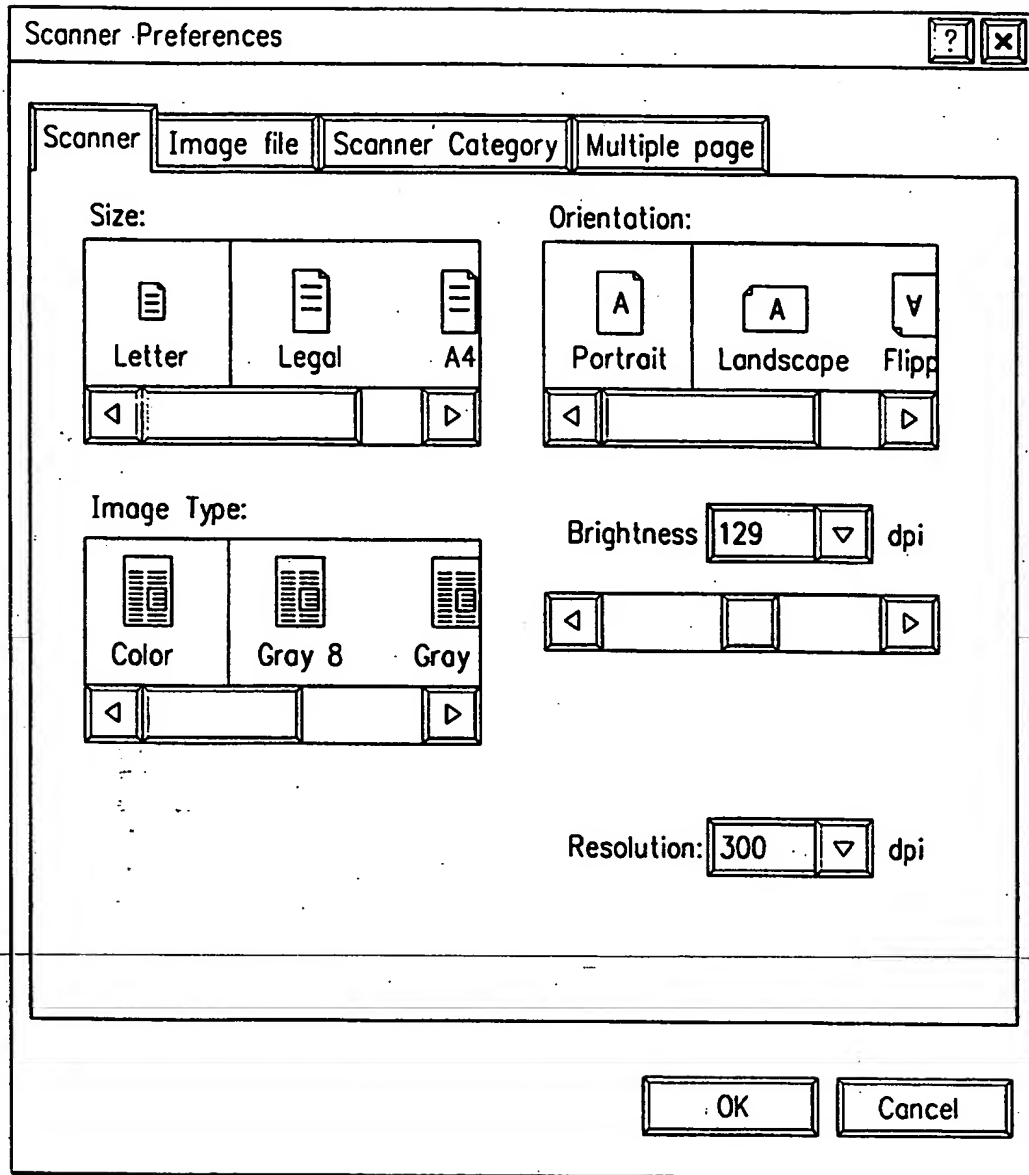 Scanner Preferences ?
Scanner Image file Scanner Category Multiple page
Size: Orientation:
A A A
Letter Legal A4 Portrait Landscape Flipp
Image Type:
Brightness 129 dpi
Color Gray 8 Gray
Resolution: 300 dpi
OK Cancel